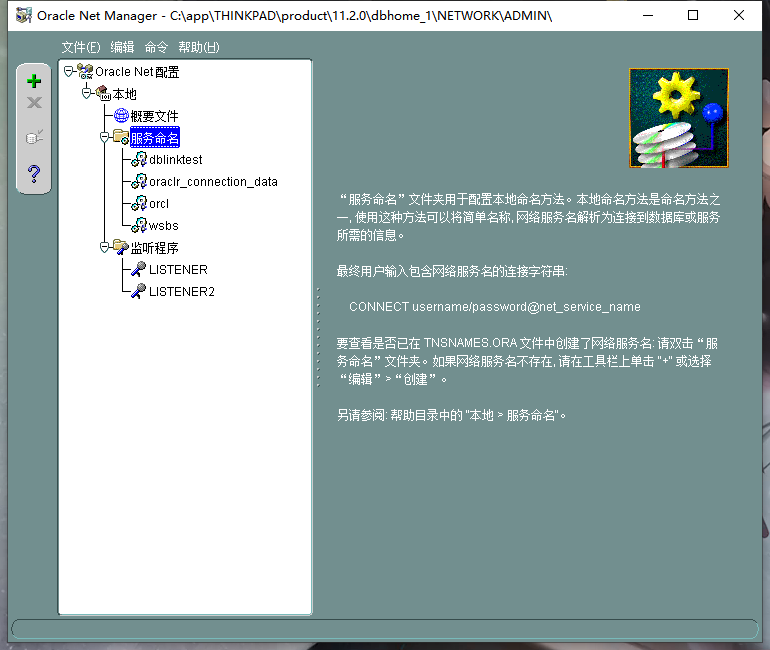 Oracle Net Manager - C:\app\THINKPAD\product\11.2.0\dbhome_1\NETWORK\ADMIN\
文件(F) 编辑 命令 帮助(H)
Oracle Net 配置
本地
概要文件
服务命名
dblinktest
oraclr_connection_data
orcl
wsbs
监听程序
LISTENER
LISTENER2
“服务命名”文件夹用于配置本地命名方法。本地命名方法是命名方法之
一, 使用这种方法可以将简单名称, 网络服务名解析为连接到数据库或服务
所需的信息。
最终用户输入包含网络服务名的连接字符串:
CONNECT username/password@net_service_name
要查看是否已在 TNSNAMES.ORA 文件中创建了网络服务名: 请双击“服
务命名”文件夹。如果网络服务名不存在, 请在工具栏上单击 "+" 或选择
“编辑”>“创建”。
另请参阅: 帮助目录中的 "本地 > 服务命名"。